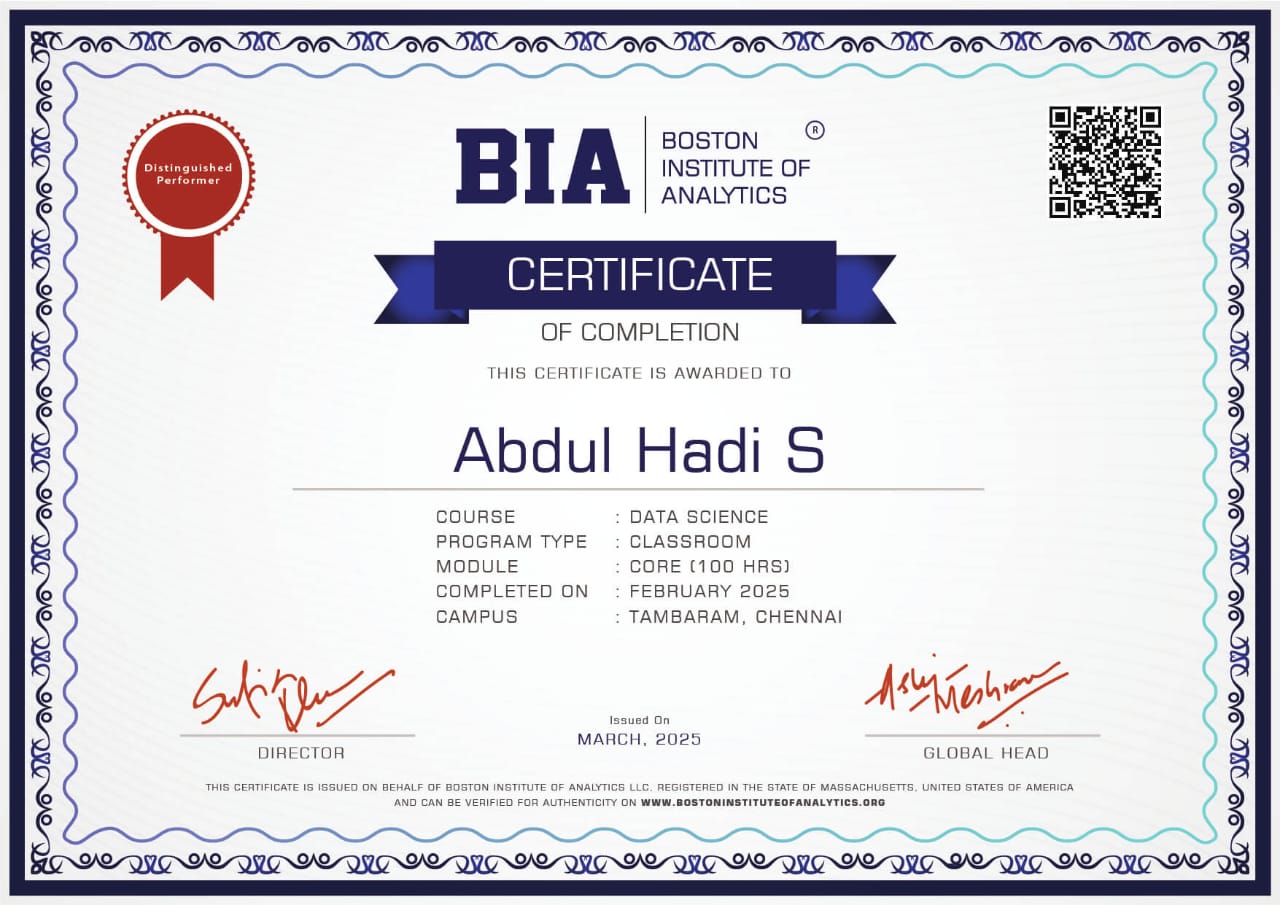 Distinguished
Performer
BIA
BOSTON
INSTITUTE OF
ANALYTICS
®
CERTIFICATE
OF COMPLETION
THIS CERTIFICATE IS AWARDED TO
Abdul Hadi S
COURSE : DATA SCIENCE
PROGRAM TYPE : CLASSROOM
MODULE : CORE (100 HRS)
COMPLETED ON : FEBRUARY 2025
CAMPUS : TAMBARAM, CHENNAI
Meshram
DIRECTOR
Issued On
MARCH, 2025
GLOBAL HEAD
THIS CERTIFICATE IS ISSUED ON BEHALF OF BOSTON INSTITUTE OF ANALYTICS LLC. REGISTERED IN THE STATE OF MASSACHUSETTS, UNITED STATES OF AMERICA
AND CAN BE VERIFIED FOR AUTHENTICITY ON WWW.BOSTONINSTITUTEOFANALYTICS.ORG